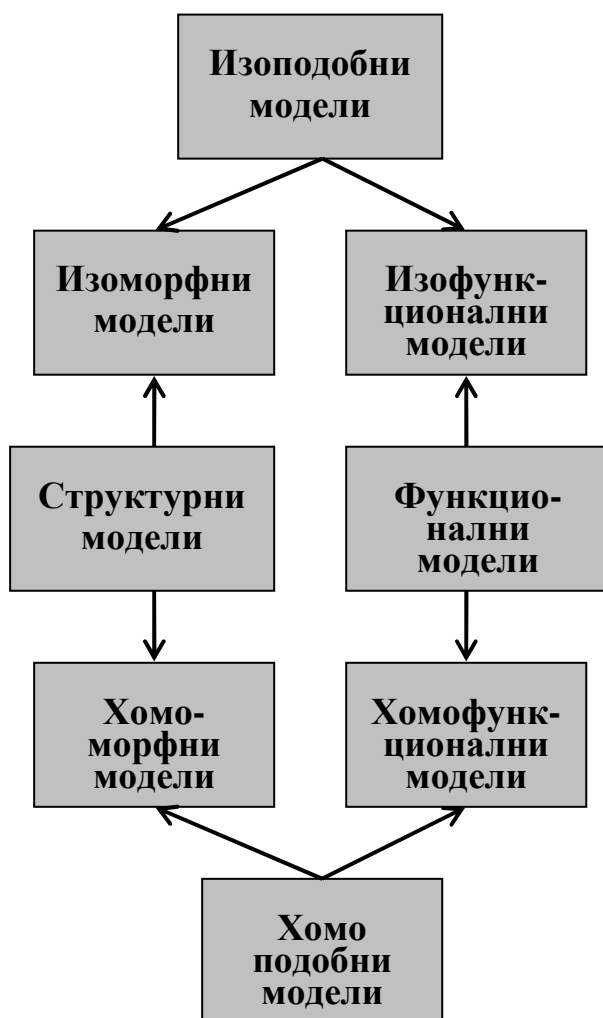 Изоподобни
модели
Изоморфни
модели
Изофунк-
ционални
модели
Структурни
модели
Функцио-
нални
модели
Хомо-
морфни
модели
Хомофунк-
ционални
модели
Хомо
подобни
модели